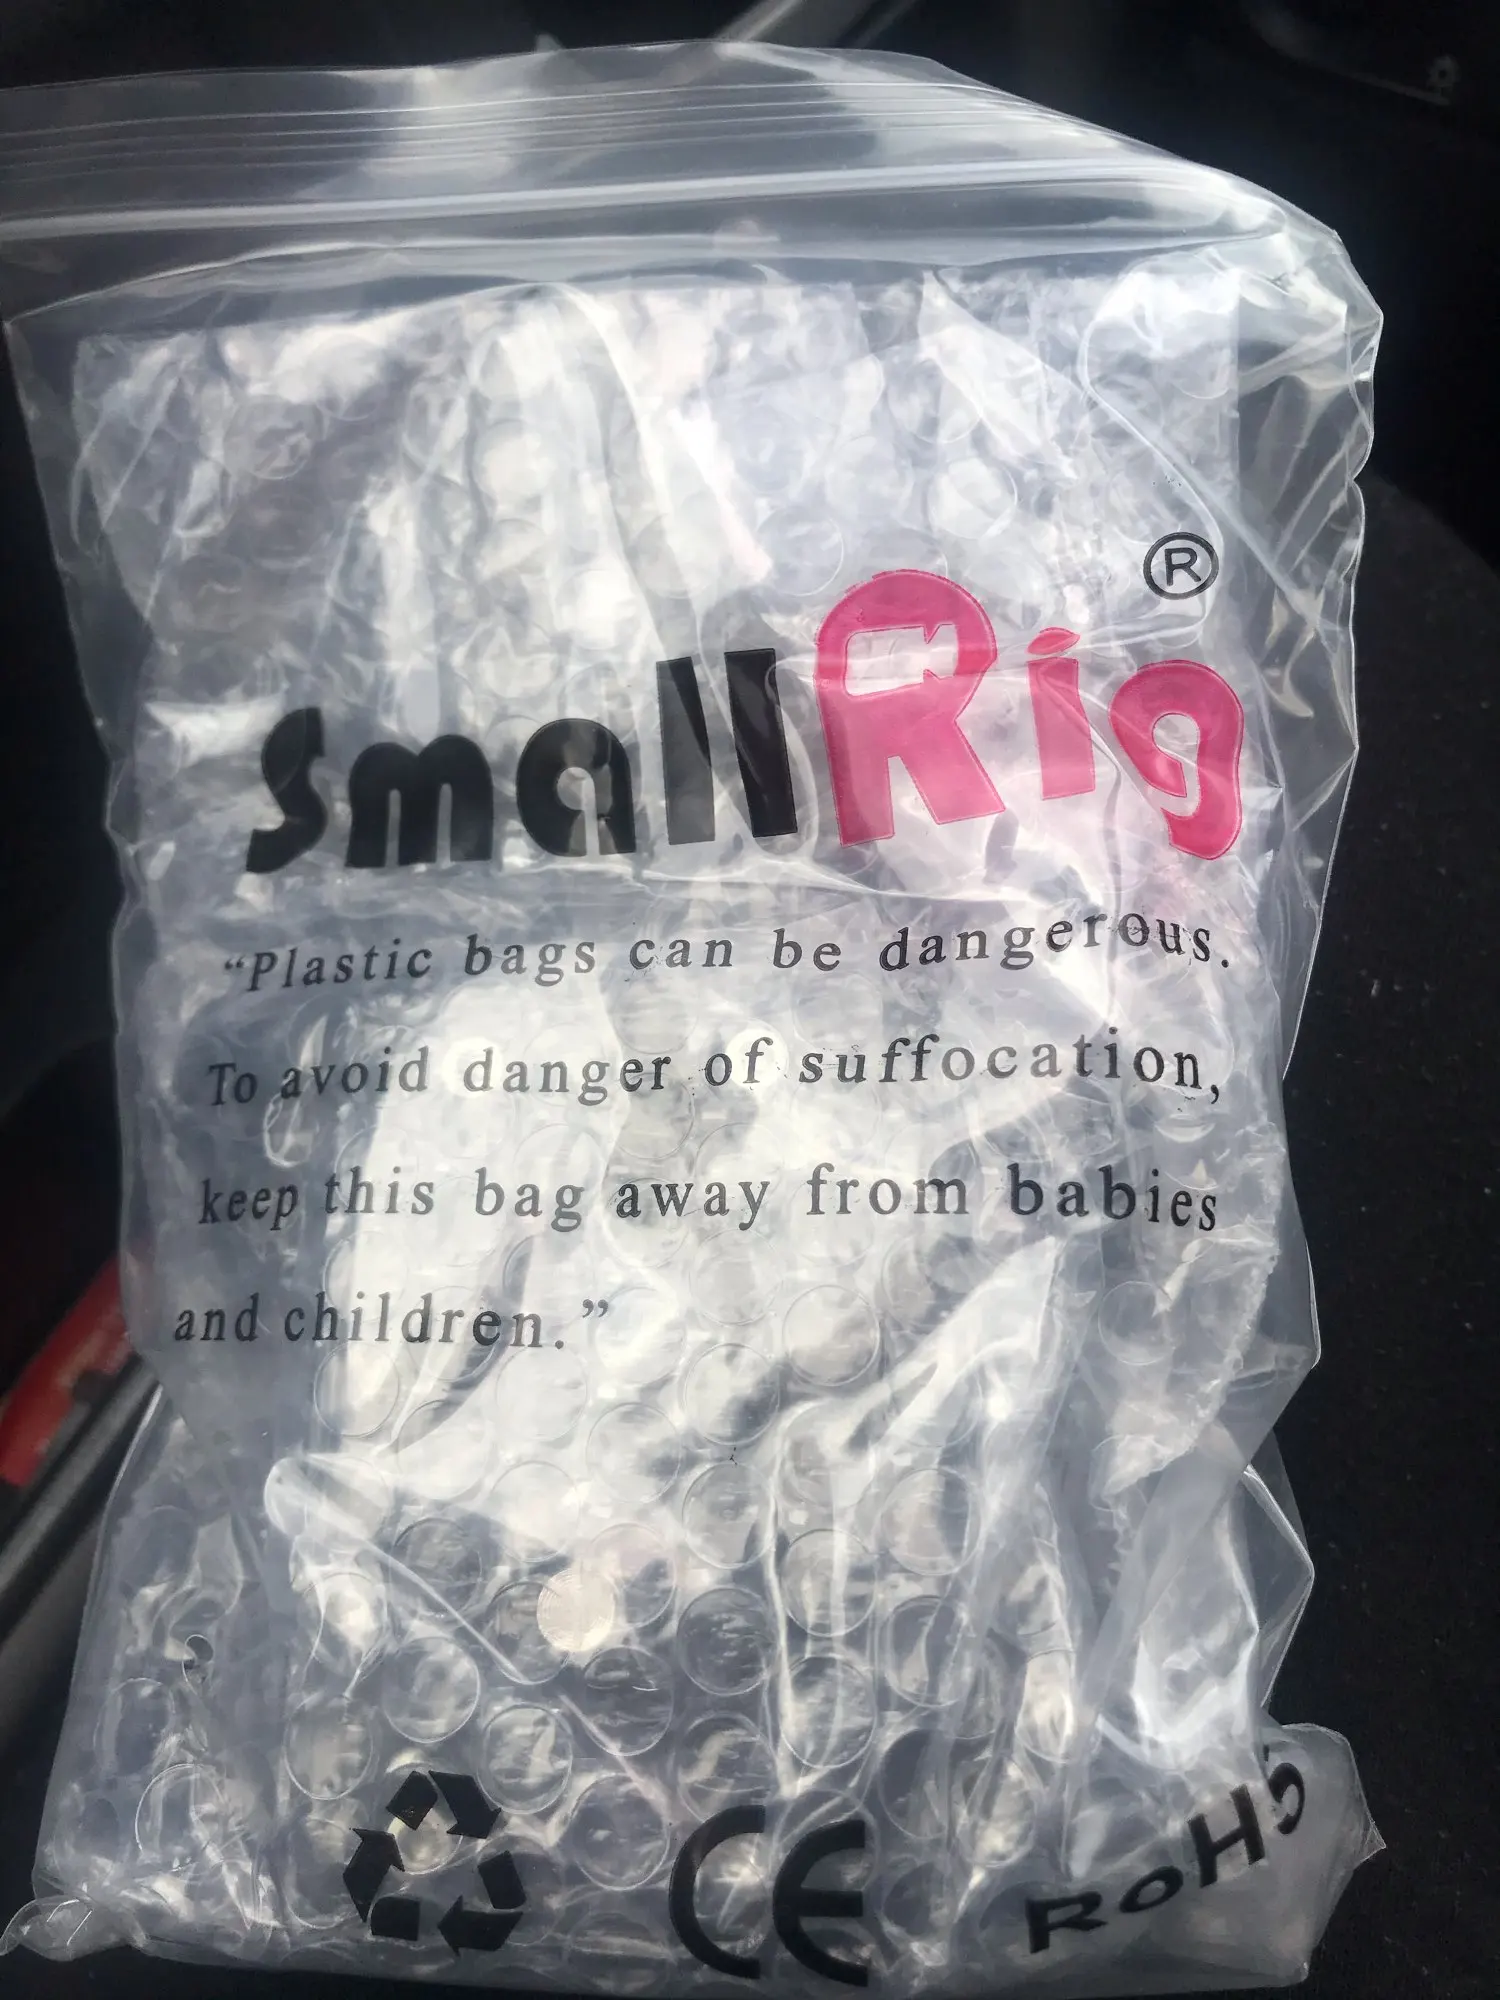 SmallRig®
“Plastic bags can be dangerous.
To avoid danger of suffocation,
keep this bag away from babies
and children.”
CE RoHS